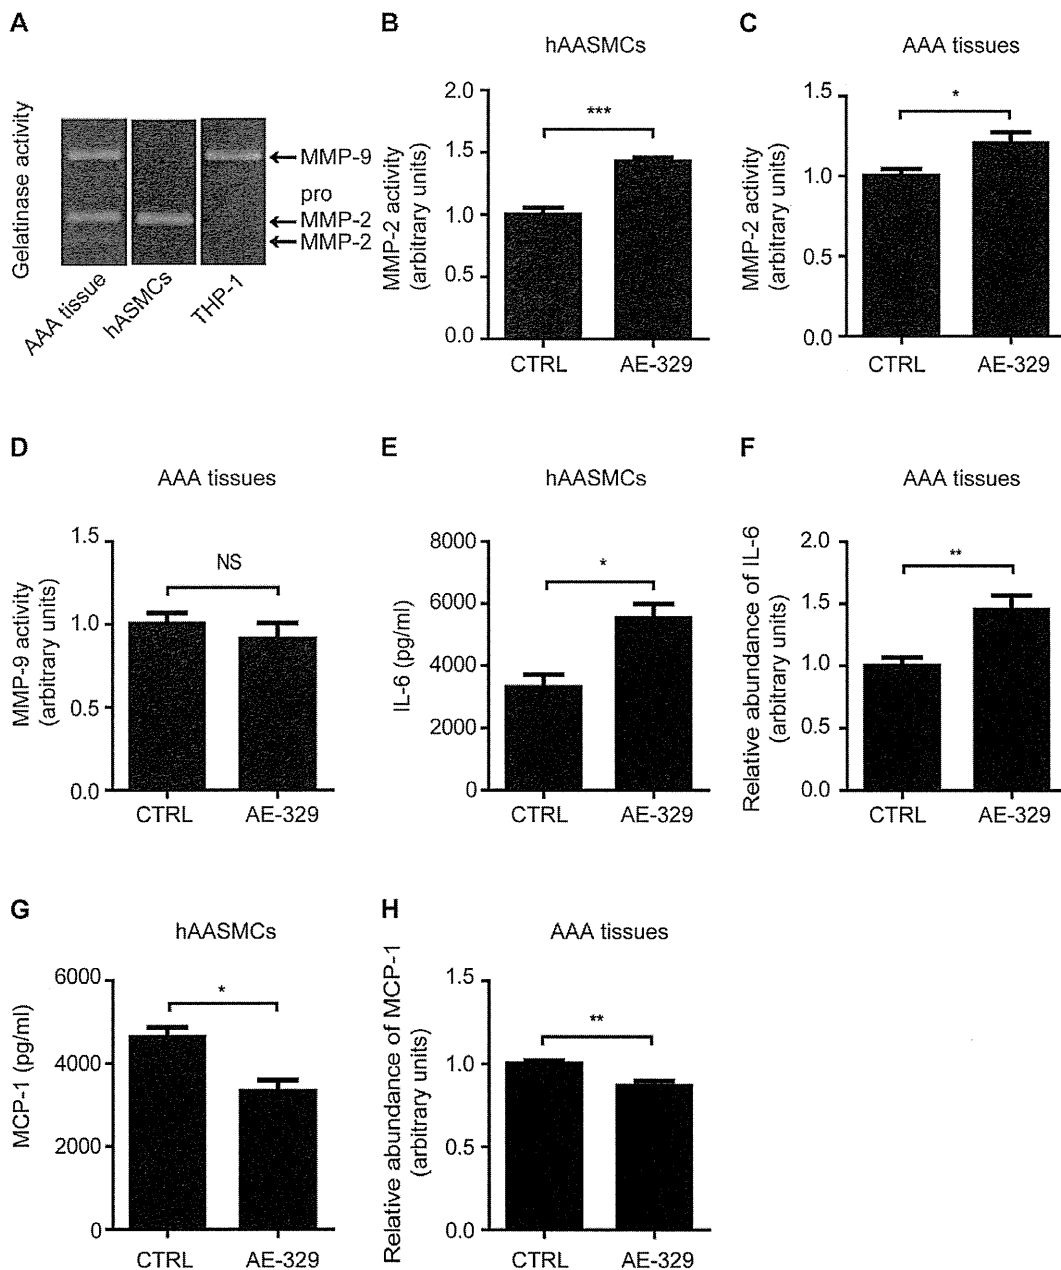 A
Gelatinase activity
MMP-9
pro
MMP-2
MMP-2
AAA tissue
hASMCs
THP-1
B
hAASMCs
MMP-2 activity
(arbitrary units)
2.0
1.5
1.0
0.5
0.0
***
CTRL
AE-329
C
AAA tissues
MMP-2 activity
(arbitrary units)
1.5
1.0
0.5
0.0
*
CTRL
AE-329
D
AAA tissues
MMP-9 activity
(arbitrary units)
1.5
1.0
0.5
0.0
NS
CTRL
AE-329
E
hAASMCs
IL-6 (pg/ml)
8000
6000
4000
2000
0
*
CTRL
AE-329
F
AAA tissues
Relative abundance of IL-6
(arbitrary units)
2.0
1.5
1.0
0.5
0.0
**
CTRL
AE-329
G
hAASMCs
MCP-1 (pg/ml)
6000
4000
2000
0
*
CTRL
AE-329
H
AAA tissues
Relative abundance of MCP-1
(arbitrary units)
1.5
1.0
0.5
0.0
**
CTRL
AE-329